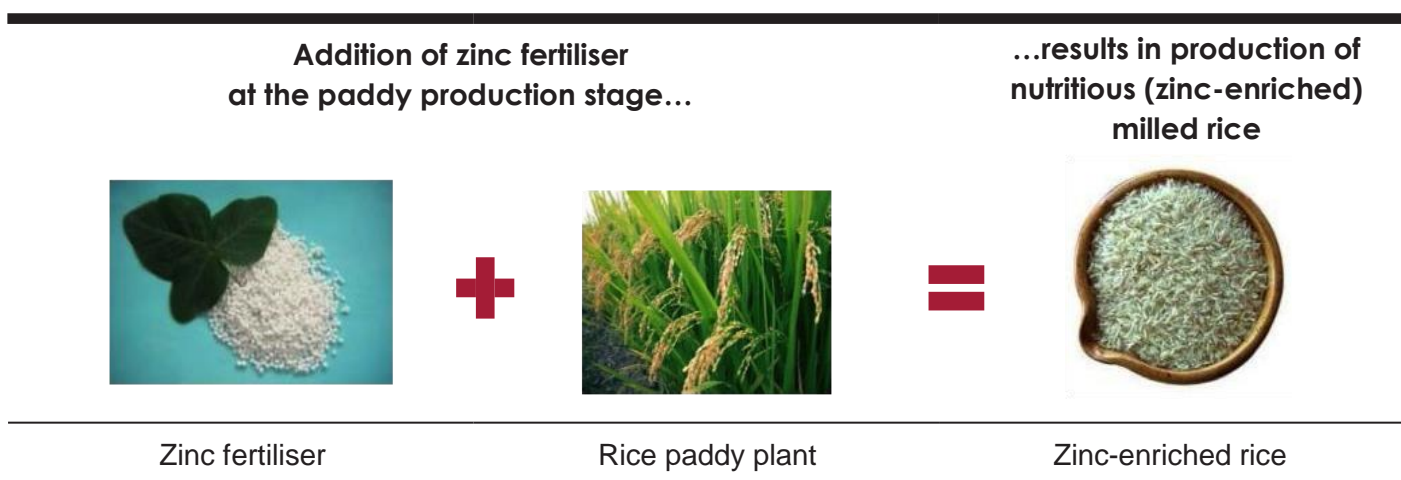 Addition of zinc fertiliser
at the paddy production stage…
…results in production of
nutritious (zinc-enriched)
milled rice
Zinc fertiliser
Rice paddy plant
Zinc-enriched rice